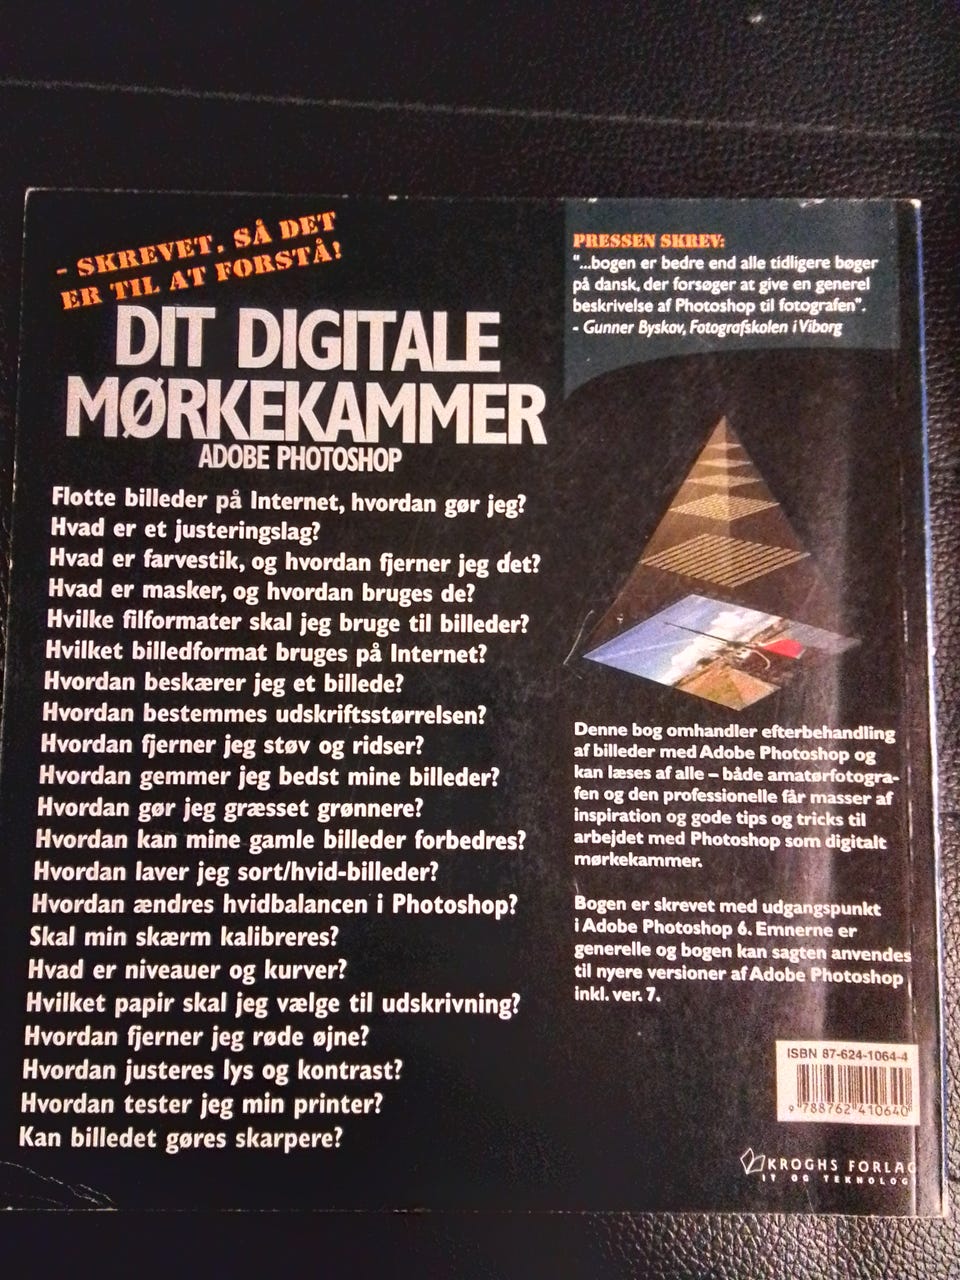 - SKREVET, SÅ DET
ER TIL AT FORSTÅ!
DIT DIGITALE
MØRKEKAMMER
ADOBE PHOTOSHOP
Flotte billeder på Internet, hvordan gør jeg?
Hvad er et justeringslag?
Hvad er farvestik, og hvordan fjerner jeg det?
Hvad er masker, og hvordan bruges de?
Hvilke filformater skal jeg bruge til billeder?
Hvilket billedformat bruges på Internet?
Hvordan beskærer jeg et billede?
Hvordan bestemmes udskriftsstørrelsen?
Hvordan fjerner jeg støv og ridser?
Hvordan gemmer jeg bedst mine billeder?
Hvordan gør jeg græsset grønnere?
Hvordan kan mine gamle billeder forbedres?
Hvordan laver jeg sort/hvid-billeder?
Hvordan ændres hvidbalancen i Photoshop?
Skal min skærm kalibreres?
Hvad er niveauer og kurver?
Hvilket papir skal jeg vælge til udskrivning?
Hvordan fjerner jeg røde øjne?
Hvordan justeres lys og kontrast?
Hvordan tester jeg min printer?
Kan billedet gøres skarpere?
PRESSEN SKREV:
"...bogen er bedre end alle tidligere bøger
på dansk, der forsøger at give en generel
beskrivelse af Photoshop til fotografen".
- Gunner Byskov, Fotografskolen i Viborg
Denne bog omhandler efterbehandling
af billeder med Adobe Photoshop og
kan læses af alle – både amatørfotogra-
fen og den professionelle får masser af
inspiration og gode tips og tricks til
arbejdet med Photoshop som digitalt
mørkekammer.
Bogen er skrevet med udgangspunkt
i Adobe Photoshop 6. Emnerne er
generelle og bogen kan sagten anvendes
til nyere versioner af Adobe Photoshop
inkl. ver. 7.
ISBN 87-624-1064-4
9 788762 410640
KROGHS FORLAG
IT OG TEKNOLOGI